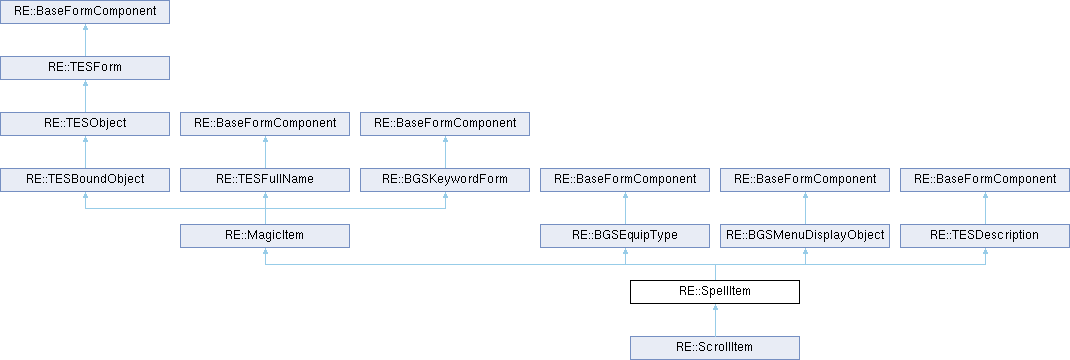 RE::BaseFormComponent
RE::TESForm
RE::TESObject
RE::BaseFormComponent
RE::BaseFormComponent
RE::TESBoundObject
RE::TESFullName
RE::BGSKeywordForm
RE::BaseFormComponent
RE::BaseFormComponent
RE::BaseFormComponent
RE::MagicItem
RE::BGSEquipType
RE::BGSMenuDisplayObject
RE::TESDescription
RE::SpellItem
RE::ScrollItem